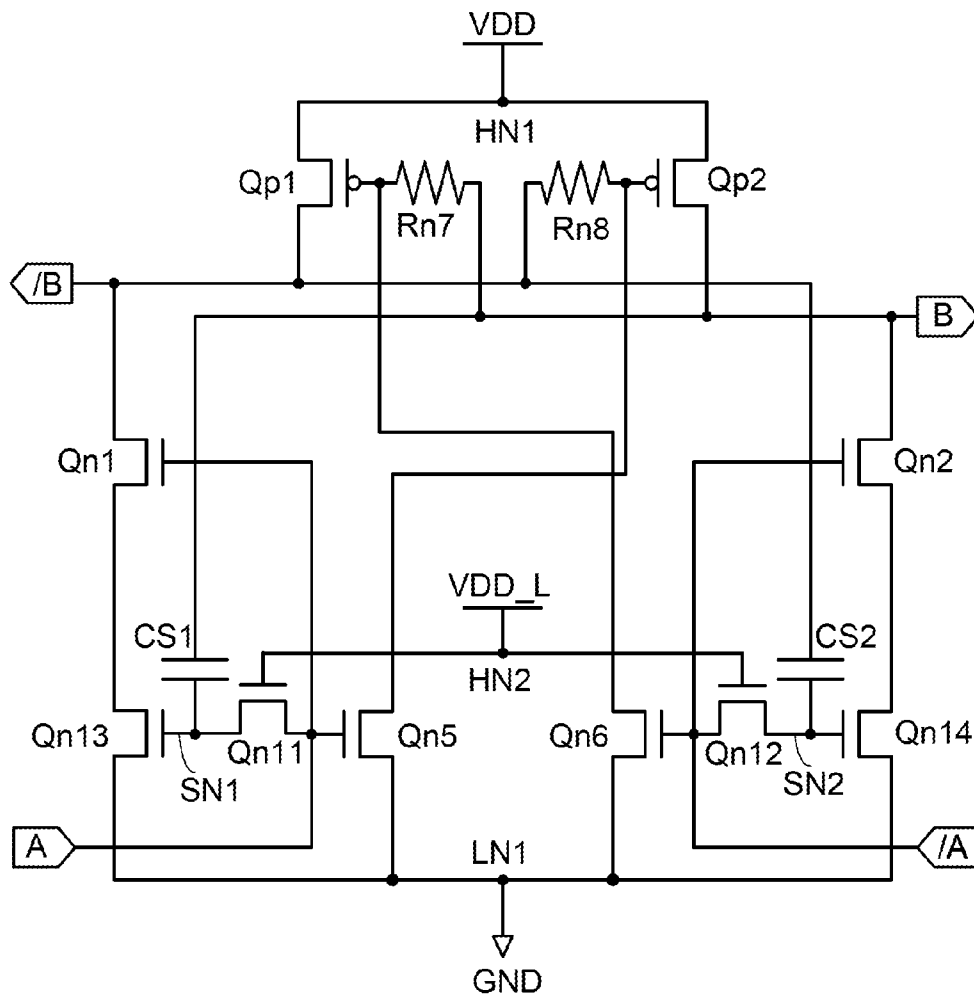 VDD
HN1
Qp1
Rn7
Rn8
Qp2
/B
B
Qn1
Qn2
VDD_L
CS1
HN2
CS2
Qn13
SN1
Qn11
Qn5
Qn6
Qn12
SN2
Qn14
A
LN1
/A
GND